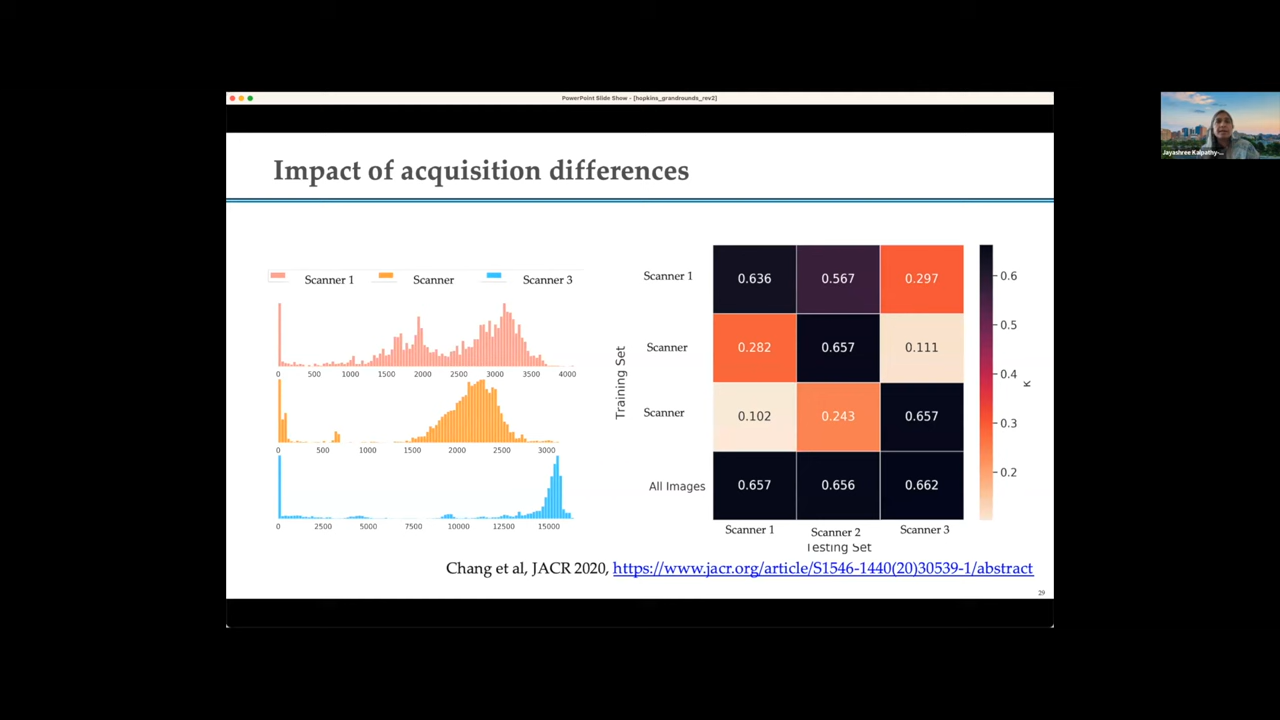 PowerPoint Slide Show - [hopkins_grandrounds_rev2]
Jayashree Kalpathy-...
Impact of acquisition differences
Scanner 1 Scanner Scanner 3
0 500 1000 1500 2000 2500 3000 3500 4000
0 500 1000 1500 2000 2500 3000
0 2500 5000 7500 10000 12500 15000
Training Set
Scanner 1 0.636 0.567 0.297
Scanner 0.282 0.657 0.111
Scanner 0.102 0.243 0.657
All Images 0.657 0.656 0.662
Scanner 1 Scanner 2 Scanner 3
Testing Set
0.6
0.5
0.4
0.3
0.2
κ
Chang et al, JACR 2020, https://www.jacr.org/article/S1546-1440(20)30539-1/abstract
29